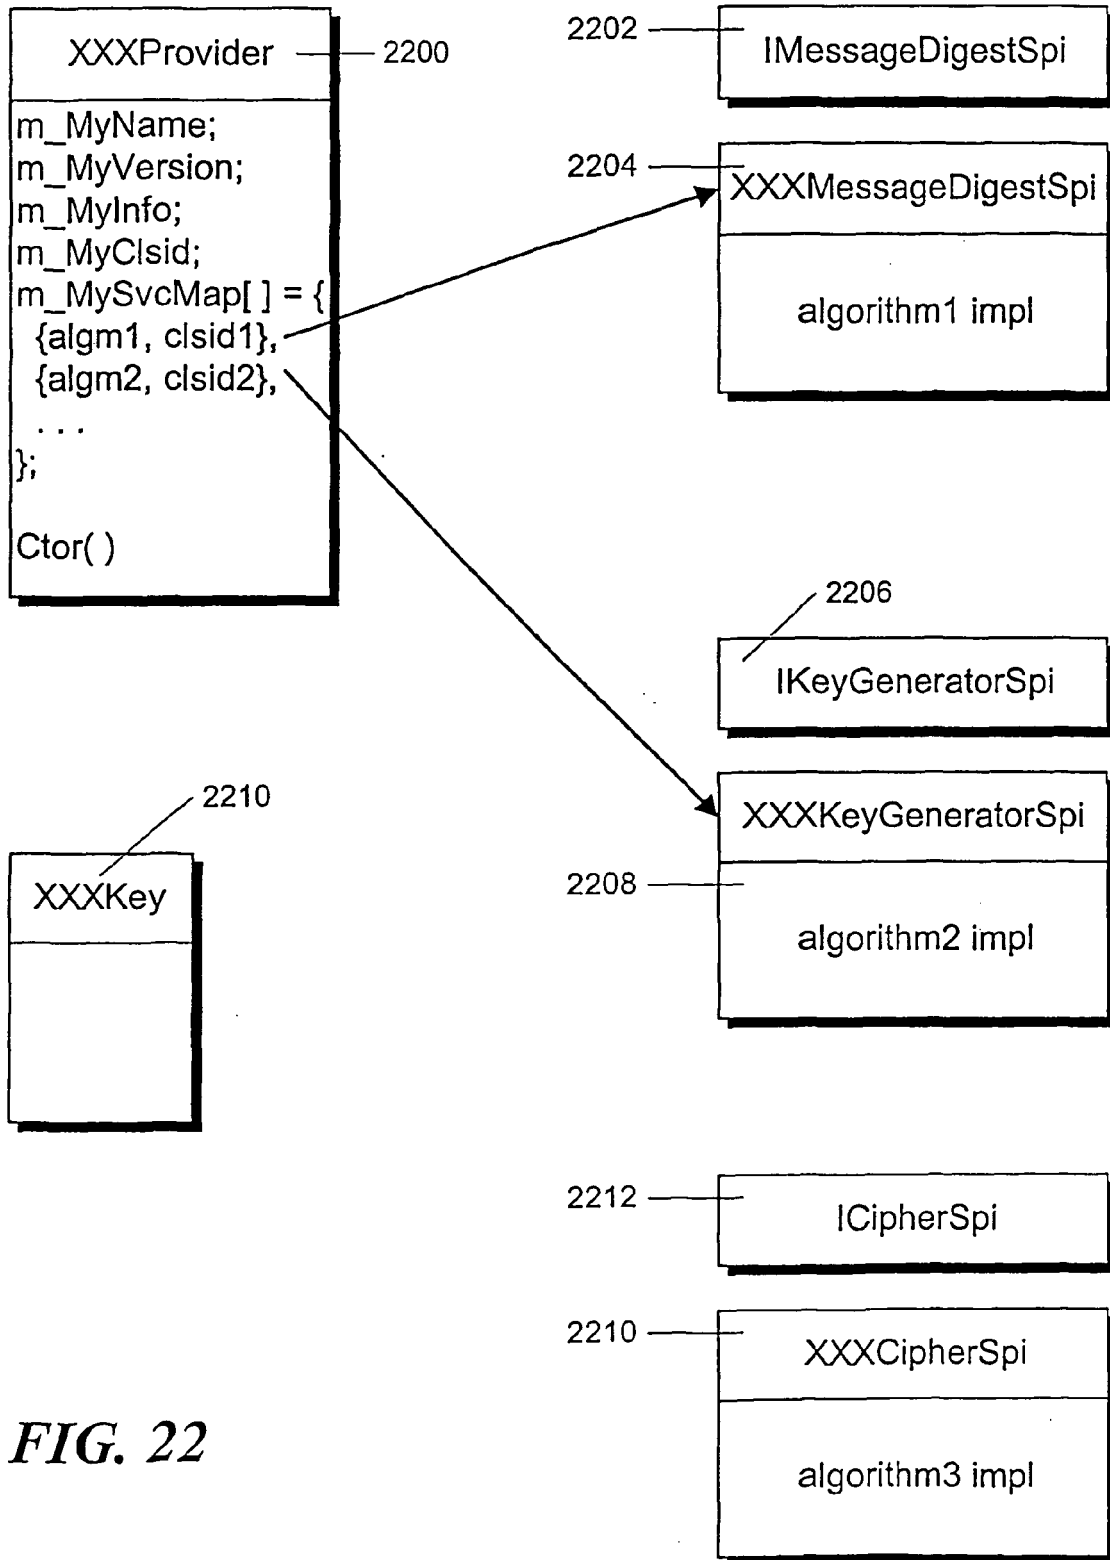 XXXProvider
2200
m_MyName;
m_MyVersion;
m_MyInfo;
m_MyClsid;
m_MySvcMap[ ] = {
{algm1, clsid1},
{algm2, clsid2},
. . .
};
Ctor( )
2202
IMessageDigestSpi
2204
XXXMessageDigestSpi
algorithm1 impl
2206
IKeyGeneratorSpi
XXXKeyGeneratorSpi
2208
algorithm2 impl
2210
XXXKey
2212
ICipherSpi
2210
XXXCipherSpi
algorithm3 impl
FIG. 22